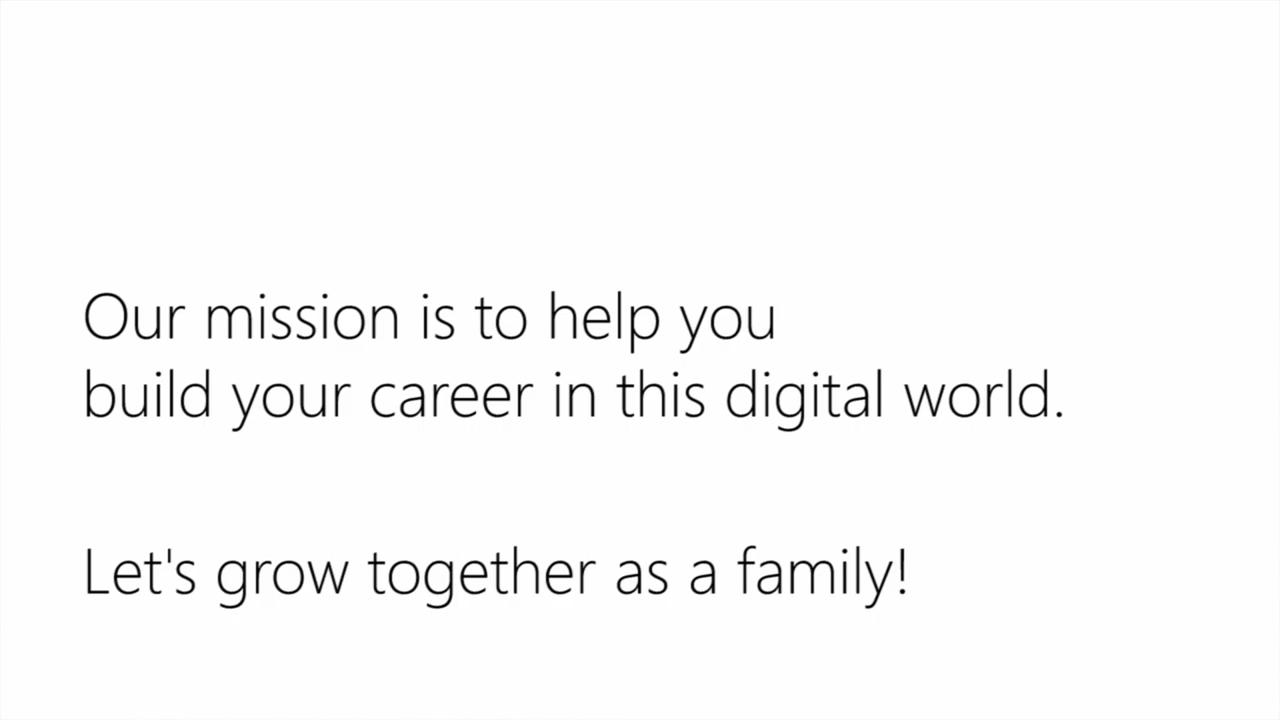 Our mission is to help you
build your career in this digital world.
Let's grow together as a family!